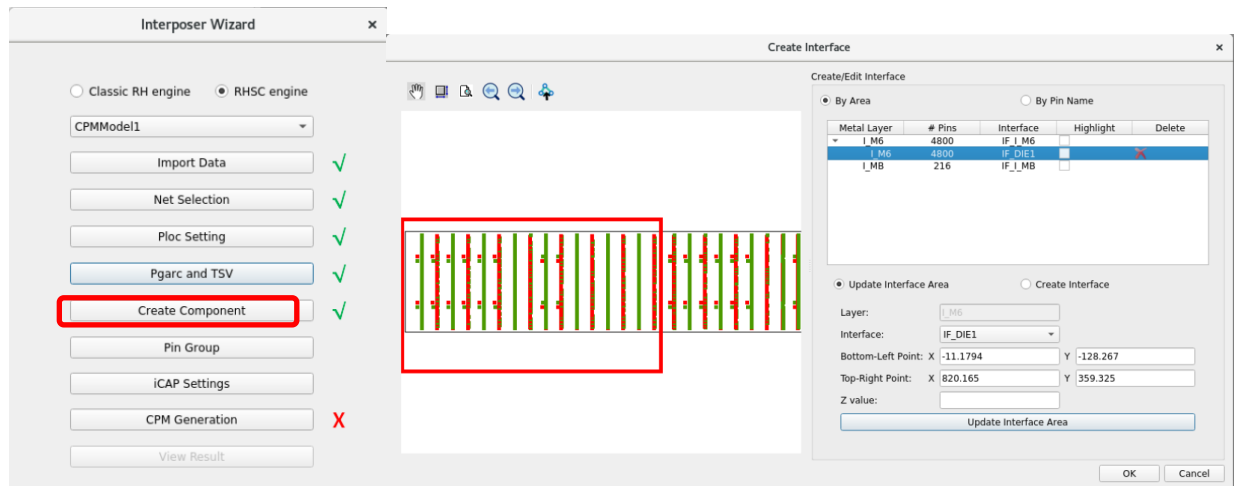 Interposer Wizard
×
Classic RH engine
RHSC engine
CPMModel1
Import Data √
Net Selection √
Ploc Setting √
Pgarc and TSV √
Create Component √
Pin Group
iCAP Settings
CPM Generation X
View Result
Create Interface
×
Create/Edit Interface
By Area
By Pin Name
Metal Layer # Pins Interface Highlight Delete
I_M6 4800 IF_I_M6
I_M6 4800 IF_DIE1
I_MB 216 IF_I_MB
Update Interface Area
Create Interface
Layer: I_M6
Interface: IF_DIE1
Bottom-Left Point: X -11.1794 Y -128.267
Top-Right Point: X 820.165 Y 359.325
Z value:
Update Interface Area
OK Cancel